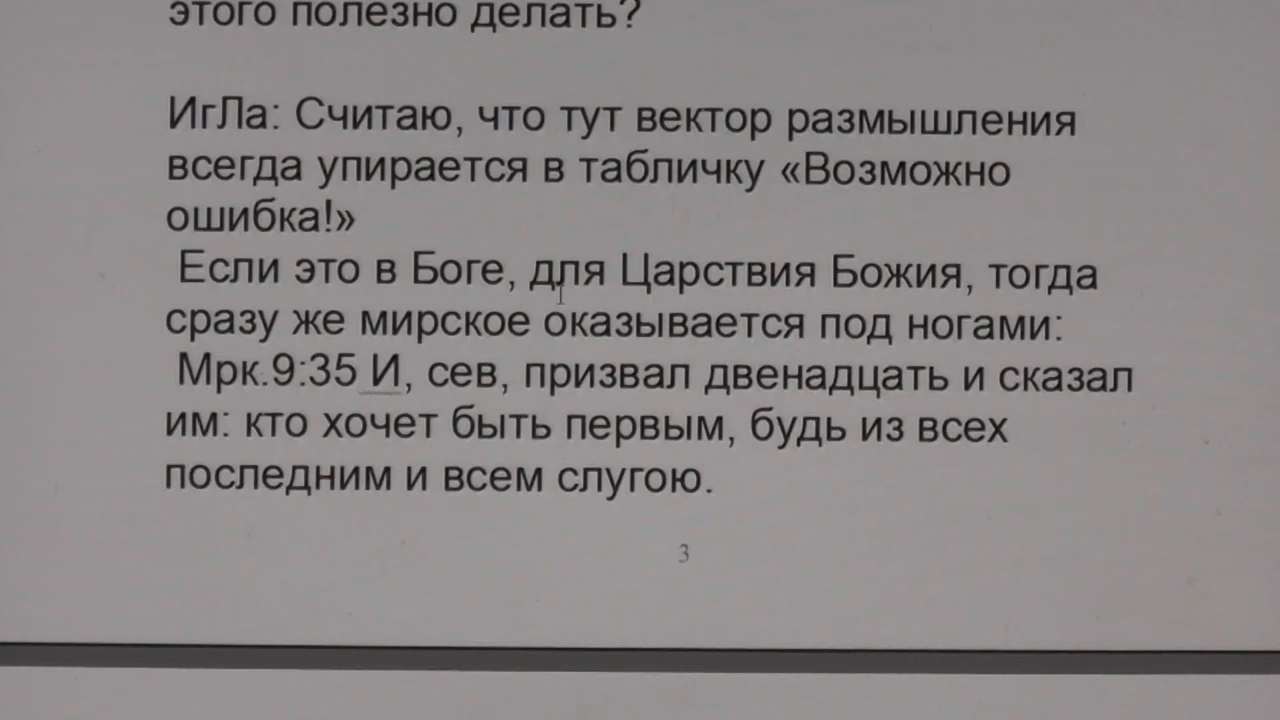 этого полезно делать?
ИгЛа: Считаю, что тут вектор размышления
всегда упирается в табличку «Возможно
ошибка!»
Если это в Боге, для Царствия Божия, тогда
сразу же мирское оказывается под ногами:
Мрк.9:35 И, сев, призвал двенадцать и сказал
им: кто хочет быть первым, будь из всех
последним и всем слугою.
3